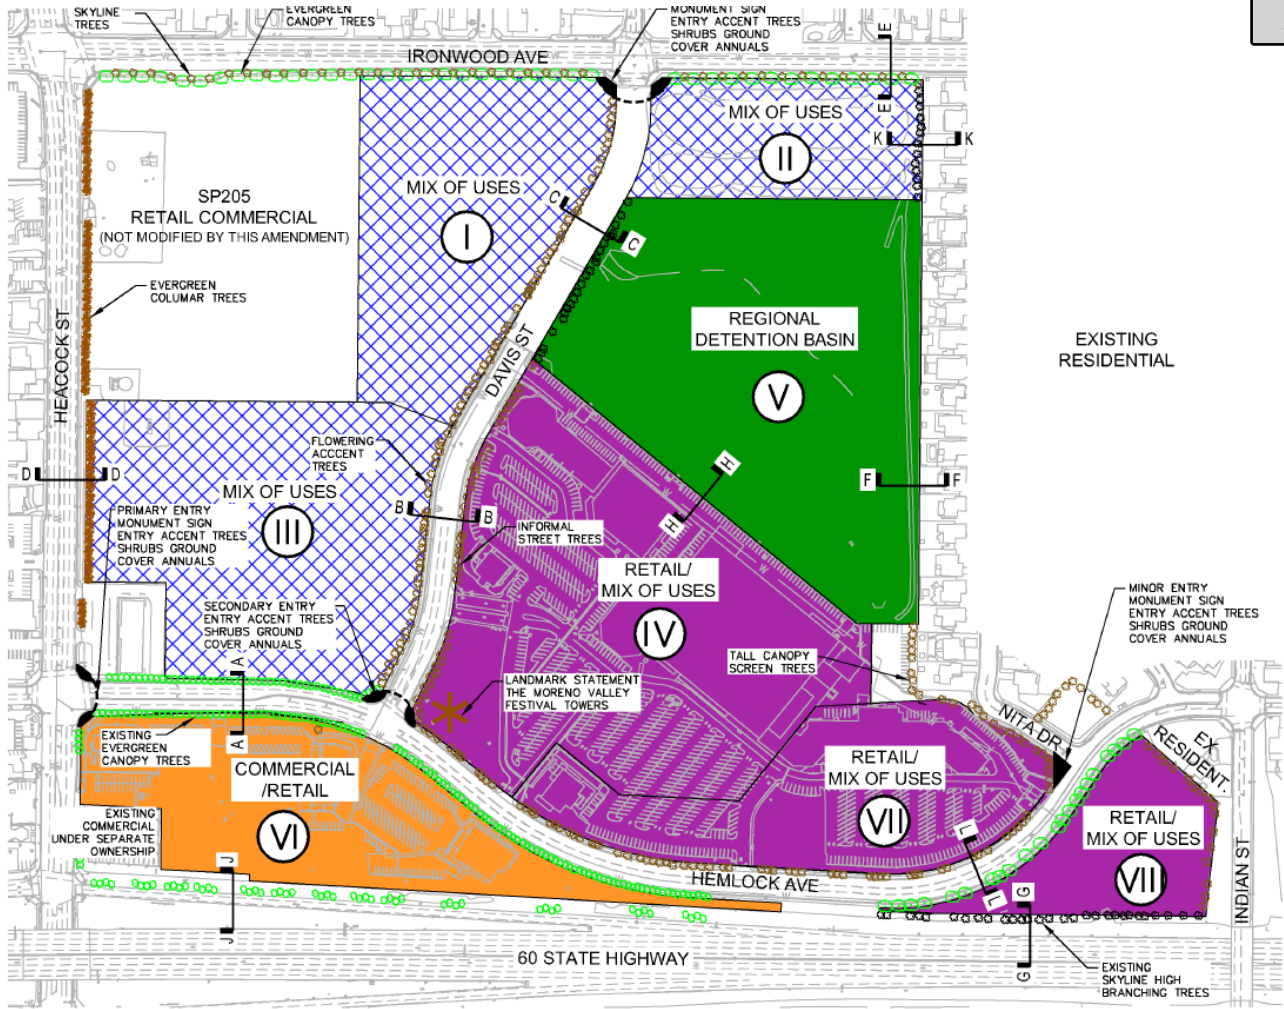 SKYLINE
TREES
EVERGREEN
CANOPY TREES
MONUMENT SIGN
ENTRY ACCENT TREES
SHRUBS GROUND
COVER ANNUALS
IRONWOOD AVE
E
E
MIX OF USES
II
K
K
SP205
RETAIL COMMERCIAL
(NOT MODIFIED BY THIS AMENDMENT)
MIX OF USES
I
C
C
EVERGREEN
COLUMAR TREES
HEACOCK ST
DAVIS ST
REGIONAL
DETENTION BASIN
V
EXISTING
RESIDENTIAL
FLOWERING
ACCCENT
TREES
D
D
MIX OF USES
III
PRIMARY ENTRY
MONUMENT SIGN
ENTRY ACCENT TREES
SHRUBS GROUND
COVER ANNUALS
B
B
H
H
F
F
INFORMAL
STREET TREES
RETAIL/
MIX OF USES
IV
SECONDARY ENTRY
ENTRY ACCENT TREES
SHRUBS GROUND
COVER ANNUALS
MINOR ENTRY
MONUMENT SIGN
ENTRY ACCENT TREES
SHRUBS GROUND
COVER ANNUALS
TALL CANOPY
SCREEN TREES
A
A
LANDMARK STATEMENT
THE MORENO VALLEY
FESTIVAL TOWERS
NITA DR
EX.
RESIDENT.
EXISTING
EVERGREEN
CANOPY TREES
COMMERCIAL
/RETAIL
VI
RETAIL/
MIX OF USES
VII
EXISTING
COMMERCIAL
UNDER SEPARATE
OWNERSHIP
RETAIL/
MIX OF USES
VII
J
J
L
L
G
G
HEMLOCK AVE
INDIAN ST
60 STATE HIGHWAY
EXISTING
SKYLINE HIGH
BRANCHING TREES